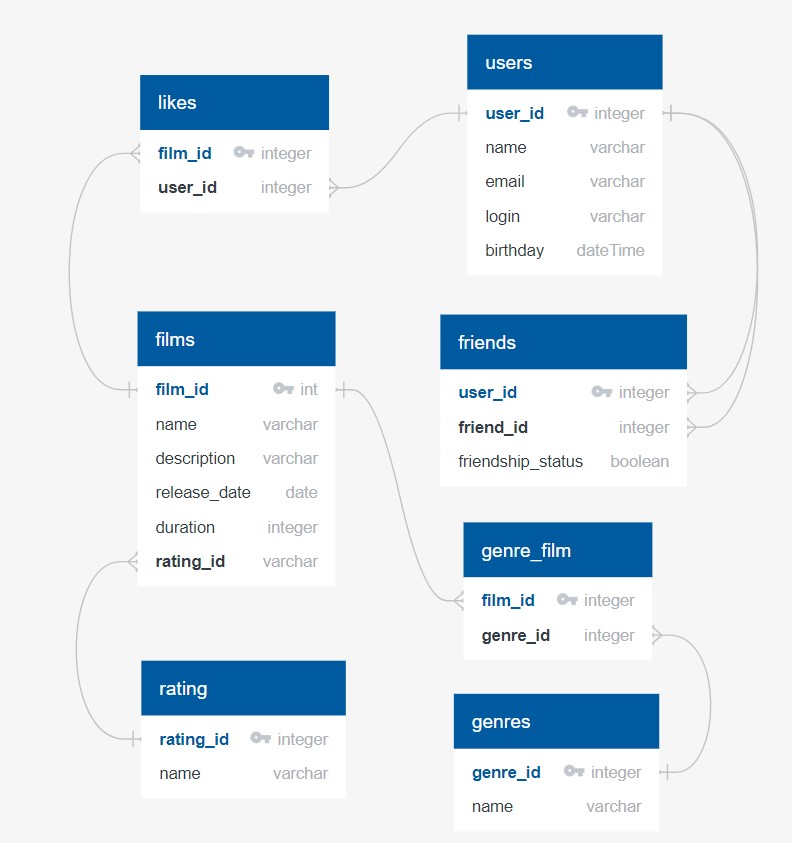 likes
film_id integer
user_id integer
users
user_id integer
name varchar
email varchar
login varchar
birthday dateTime
films
film_id int
name varchar
description varchar
release_date date
duration integer
rating_id varchar
friends
user_id integer
friend_id integer
friendship_status boolean
genre_film
film_id integer
genre_id integer
rating
rating_id integer
name varchar
genres
genre_id integer
name varchar